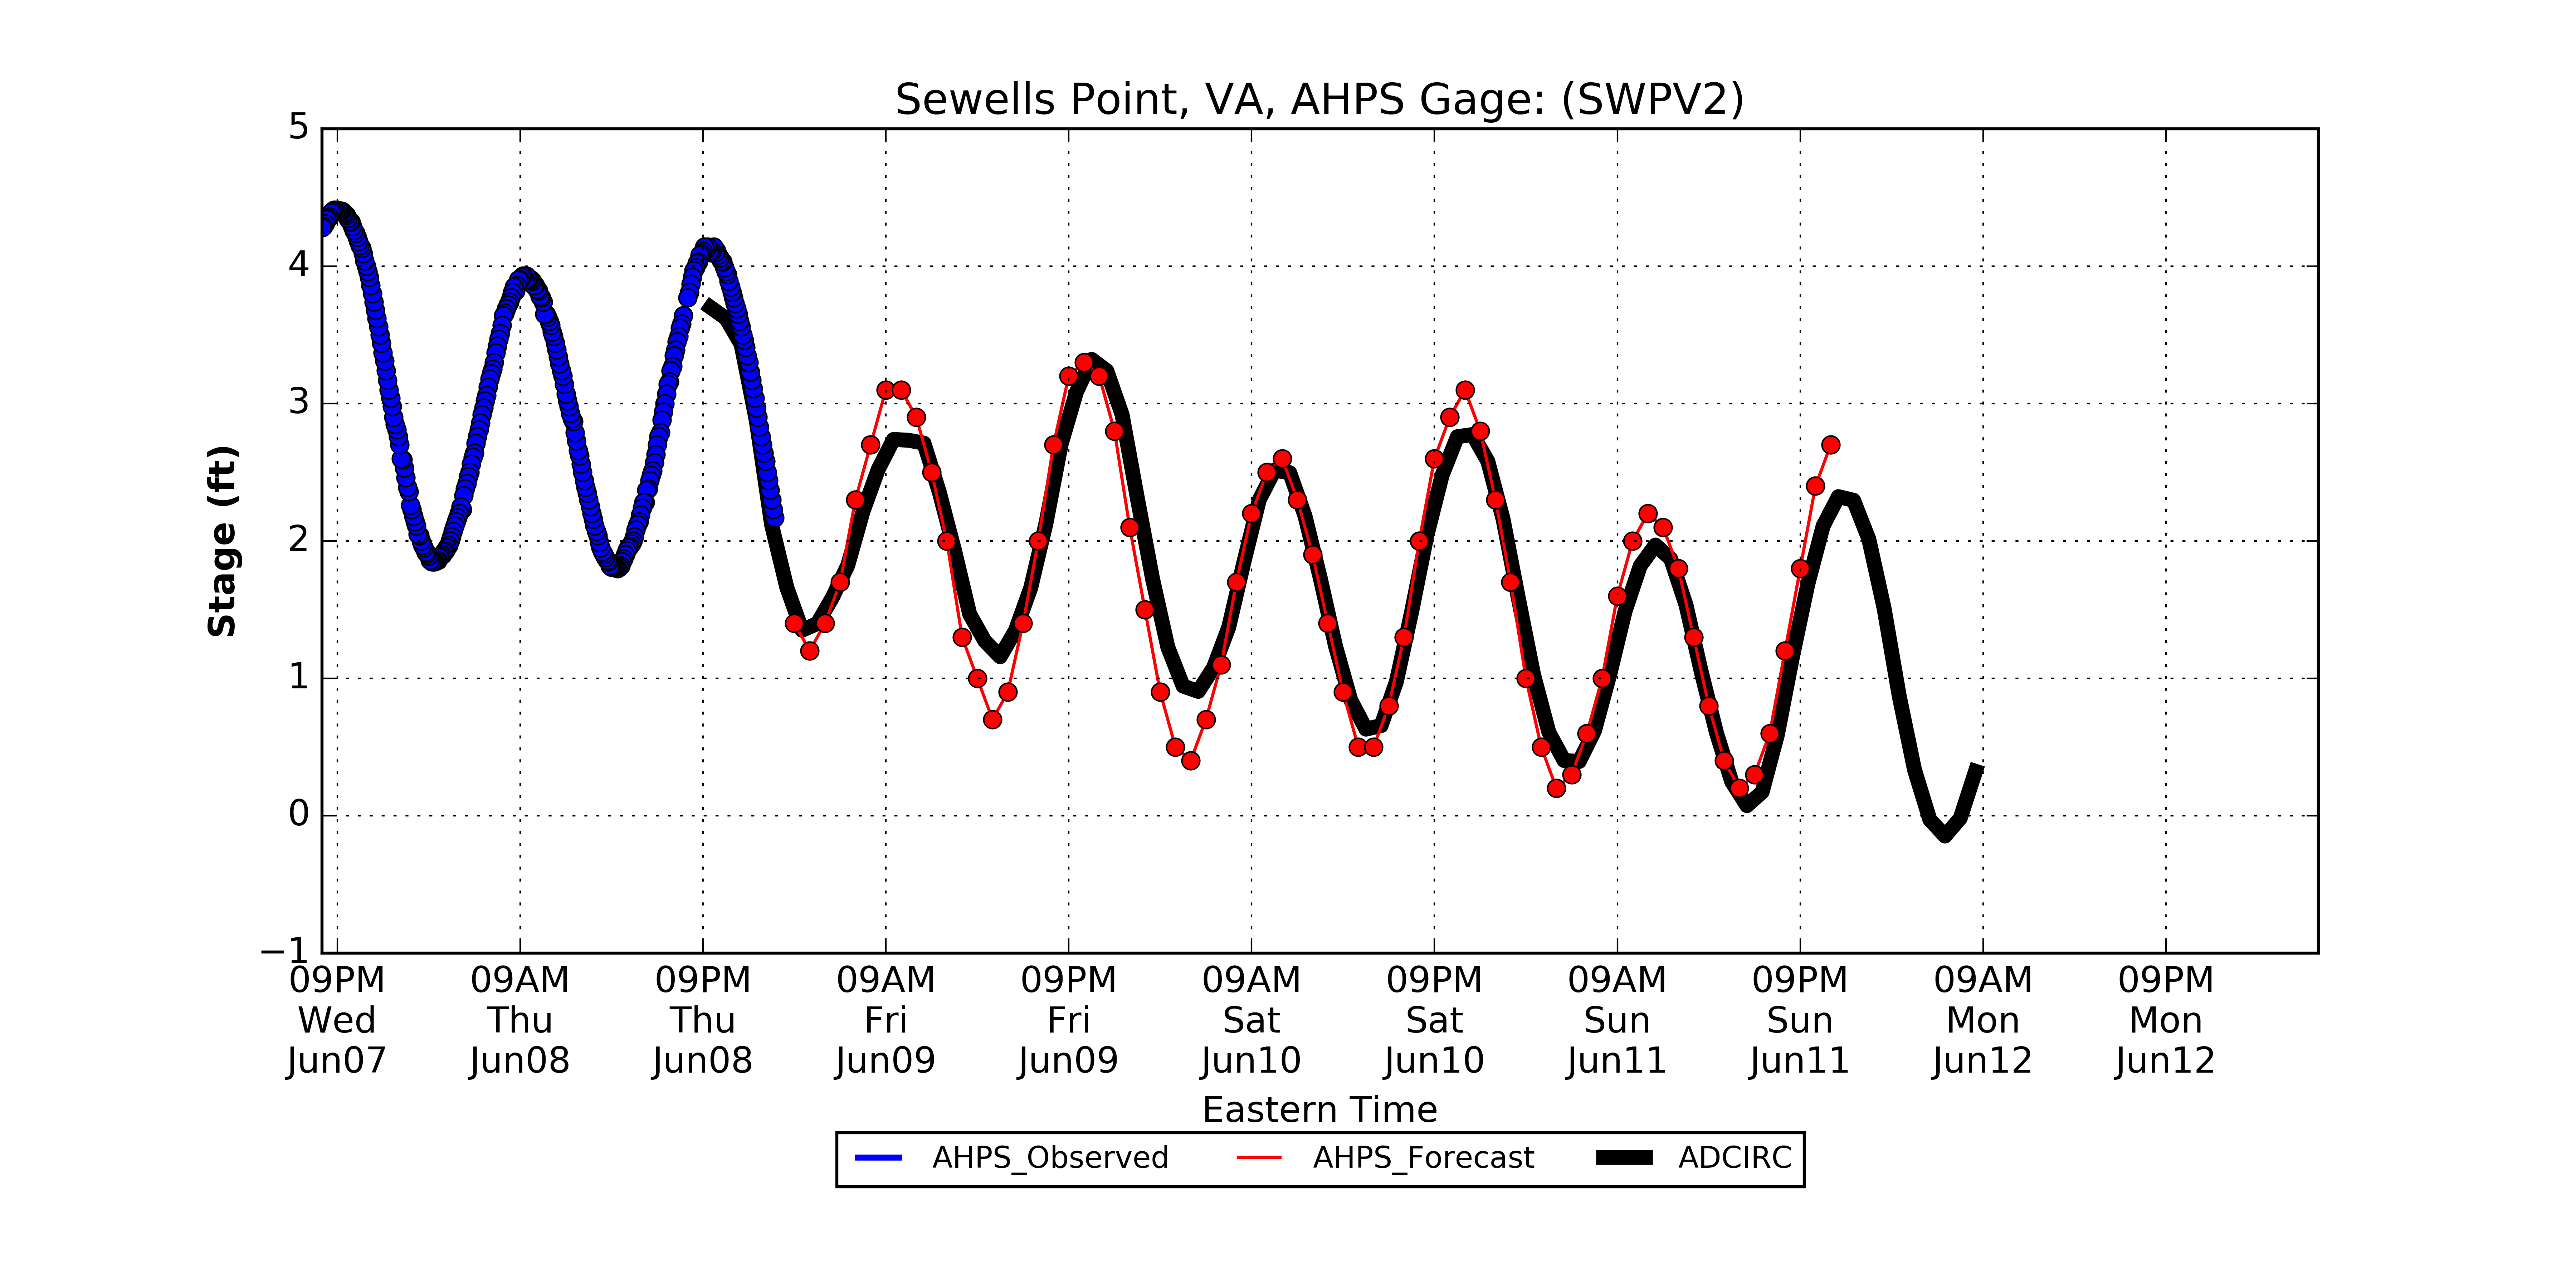 Sewells Point, VA, AHPS Gage: (SWPV2)
5
4
3
2
1
0
−1
Stage (ft)
09PM 09AM 09PM 09AM 09PM 09AM 09PM 09AM 09PM 09AM 09PM
Wed Thu Thu Fri Fri Sat Sat Sun Sun Mon Mon
Jun07 Jun08 Jun08 Jun09 Jun09 Jun10 Jun10 Jun11 Jun11 Jun12 Jun12
Eastern Time
AHPS_Observed AHPS_Forecast ADCIRC